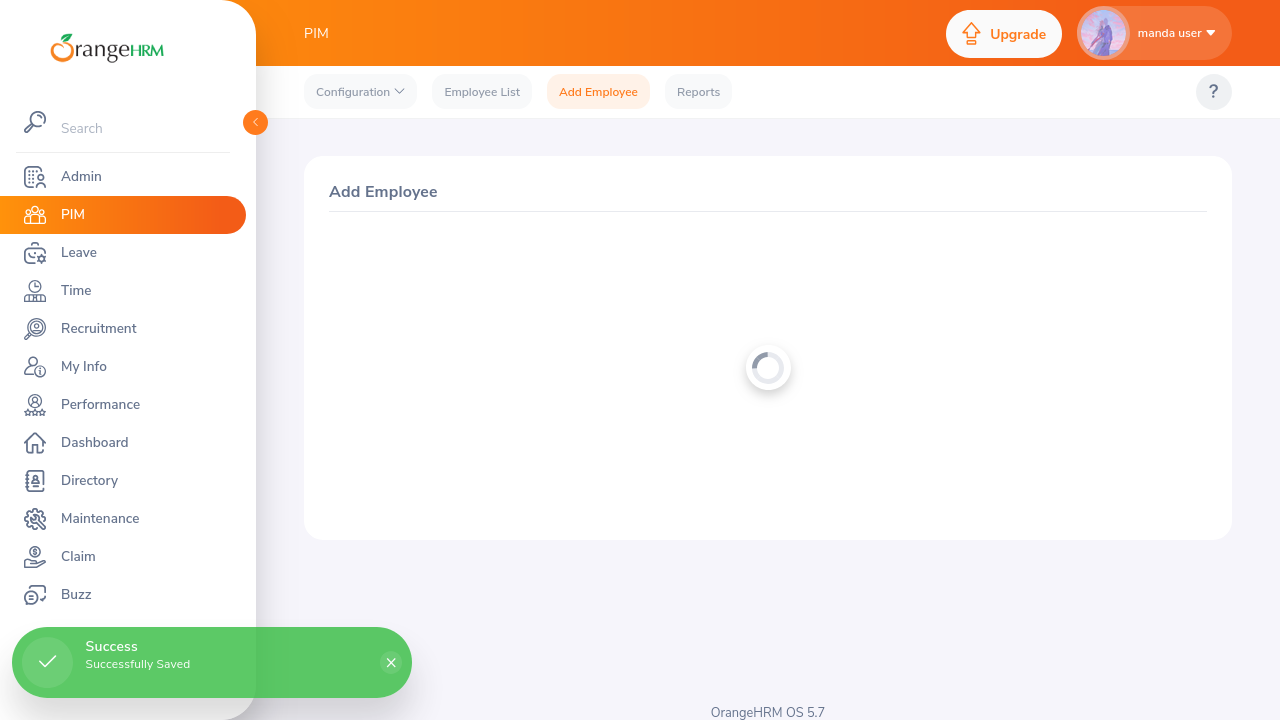 OrangeHRM
PIM
Upgrade
manda user
Configuration
Employee List
Add Employee
Reports
?
Search
Admin
PIM
Leave
Time
Recruitment
My Info
Performance
Dashboard
Directory
Maintenance
Claim
Buzz
Add Employee
Success
Successfully Saved
OrangeHRM OS 5.7